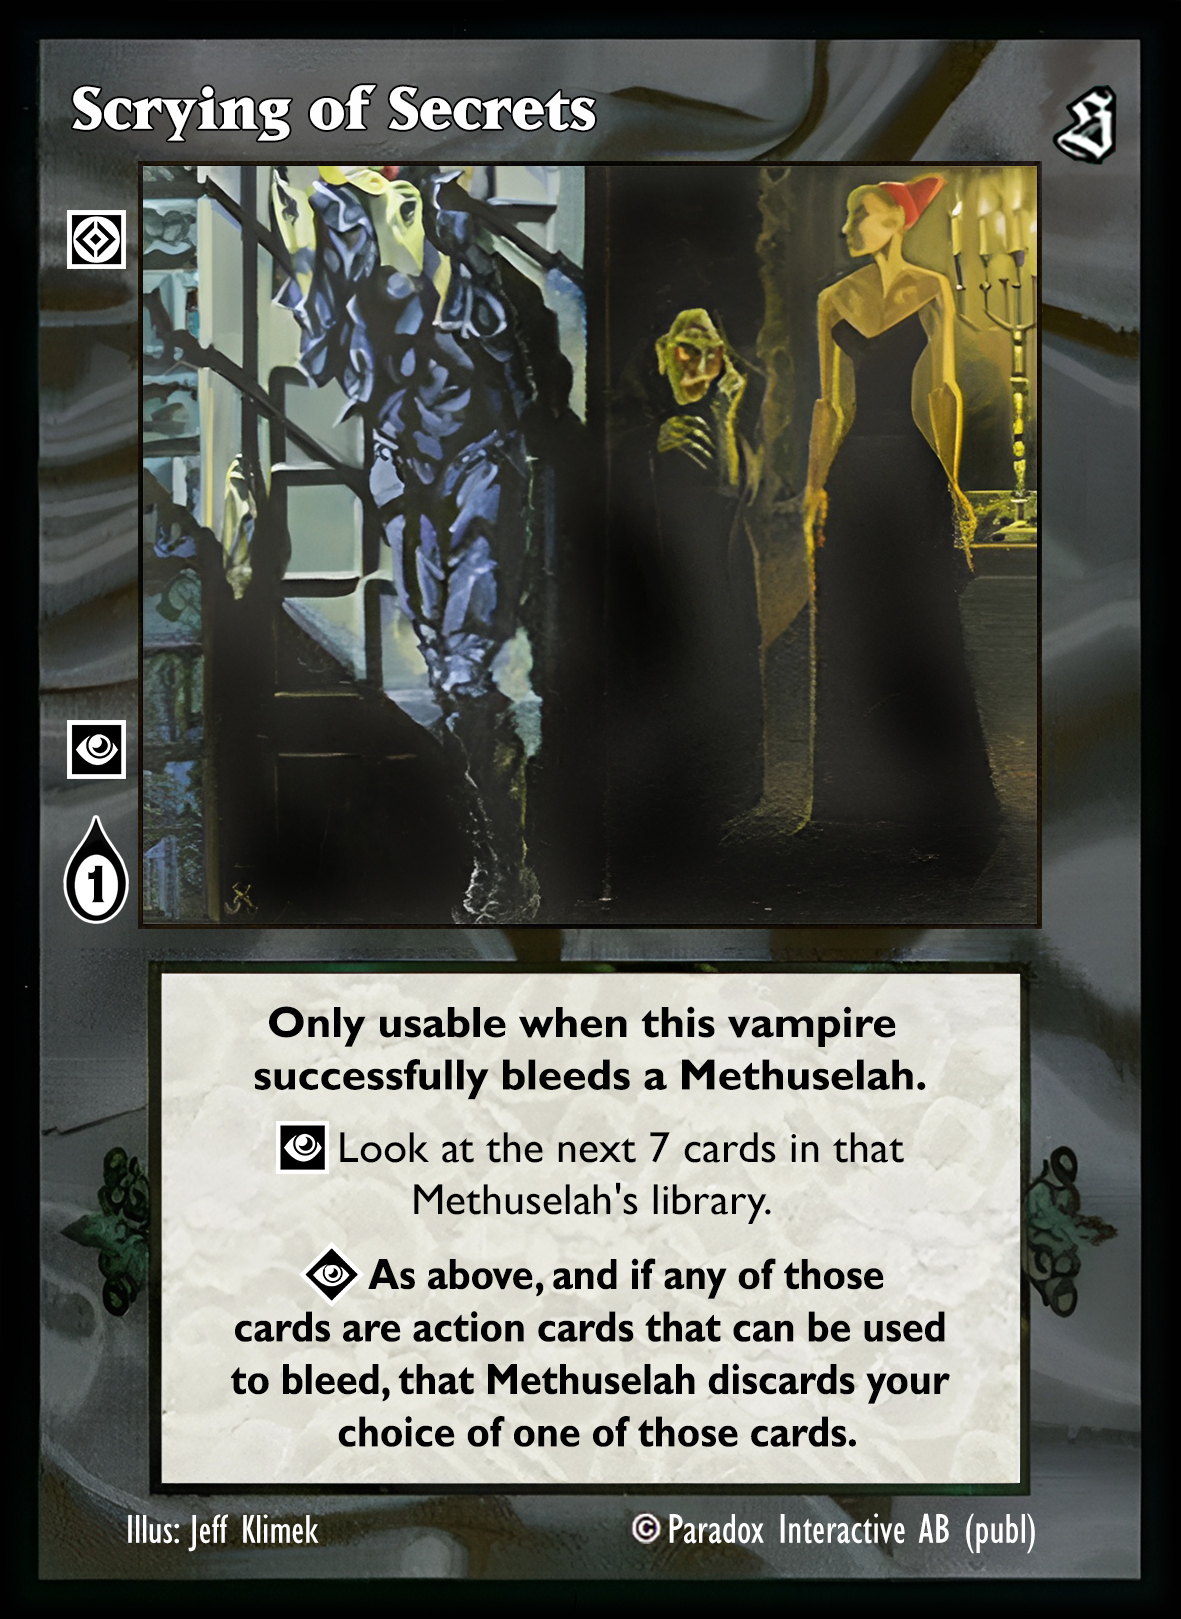 Scrying of Secrets
1
Only usable when this vampire
successfully bleeds a Methuselah.
Look at the next 7 cards in that
Methuselah's library.
As above, and if any of those
cards are action cards that can be used
to bleed, that Methuselah discards your
choice of one of those cards.
Illus: Jeff Klimek
© Paradox Interactive AB (publ)